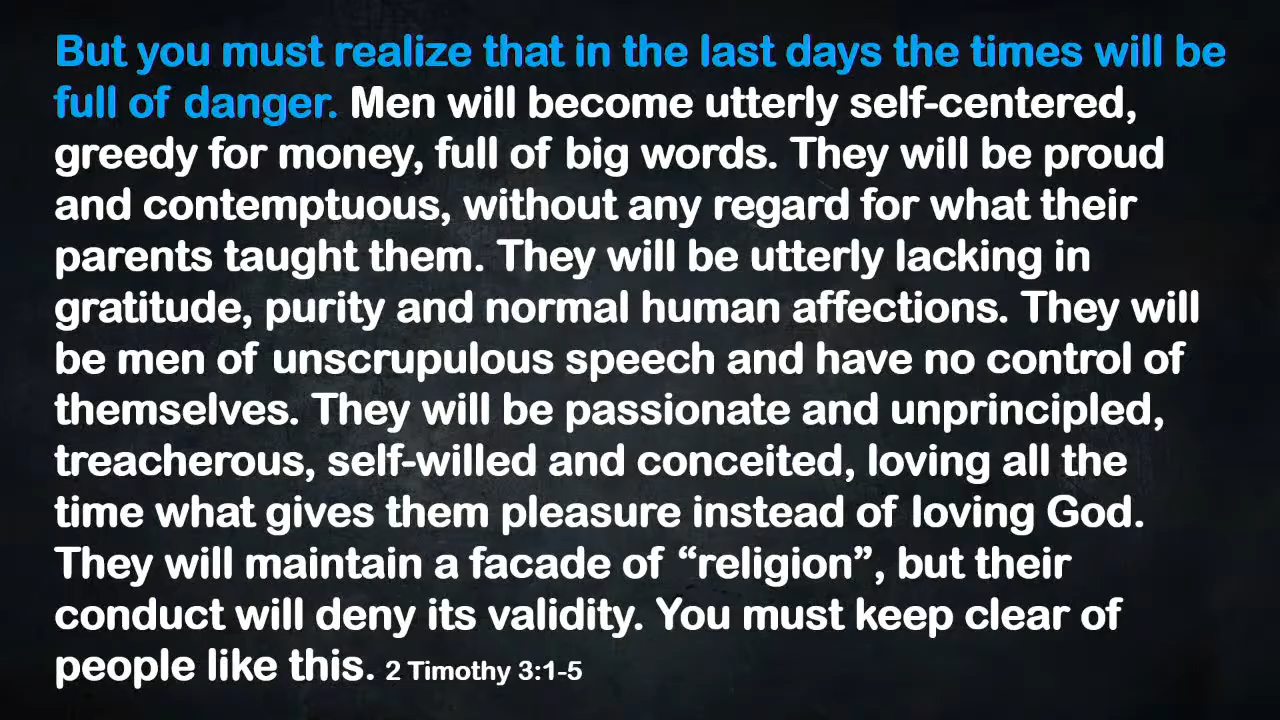 But you must realize that in the last days the times will be
full of danger. Men will become utterly self-centered,
greedy for money, full of big words. They will be proud
and contemptuous, without any regard for what their
parents taught them. They will be utterly lacking in
gratitude, purity and normal human affections. They will
be men of unscrupulous speech and have no control of
themselves. They will be passionate and unprincipled,
treacherous, self-willed and conceited, loving all the
time what gives them pleasure instead of loving God.
They will maintain a facade of “religion”, but their
conduct will deny its validity. You must keep clear of
people like this. 2 Timothy 3:1-5